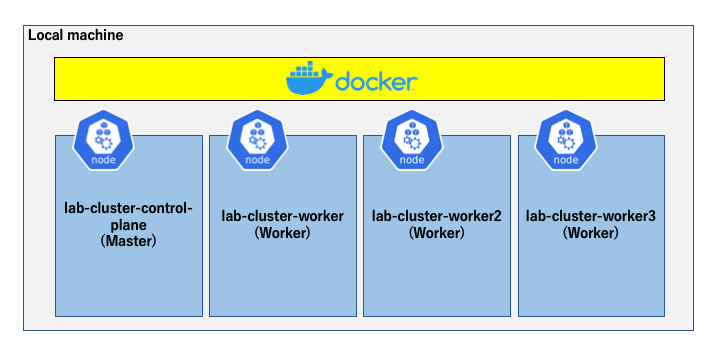 Local machine
docker
node
node
node
node
lab-cluster-control-
plane
(Master)
lab-cluster-worker
(Worker)
lab-cluster-worker2
(Worker)
lab-cluster-worker3
(Worker)